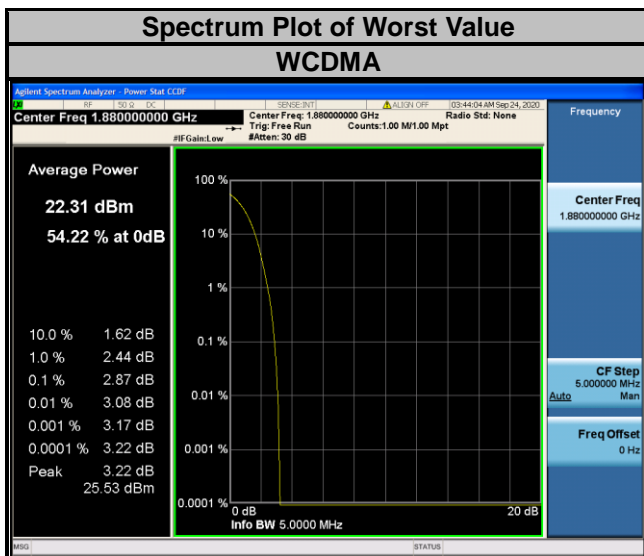 Spectrum Plot of Worst Value
WCDMA
Agilent Spectrum Analyzer - Power Stat CCDF
RF 50 Ω DC SENSE:INT ALIGN OFF 03:44:04 AM Sep 24, 2020
Center Freq 1.880000000 GHz
Center Freq: 1.880000000 GHz Radio Std: None
Trig: Free Run Counts:1.00 M/1.00 Mpt
#IFGain:Low #Atten: 30 dB
Frequency
Average Power
22.31 dBm
54.22 % at 0dB
10.0 % 1.62 dB
1.0 % 2.44 dB
0.1 % 2.87 dB
0.01 % 3.08 dB
0.001 % 3.17 dB
0.0001 % 3.22 dB
Peak 3.22 dB
25.53 dBm
100 %
10 %
1 %
0.1 %
0.01 %
0.001 %
0.0001 %
0 dB 20 dB
Info BW 5.0000 MHz
Center Freq
1.880000000 GHz
CF Step
5.000000 MHz
Auto Man
Freq Offset
0 Hz
MSG STATUS